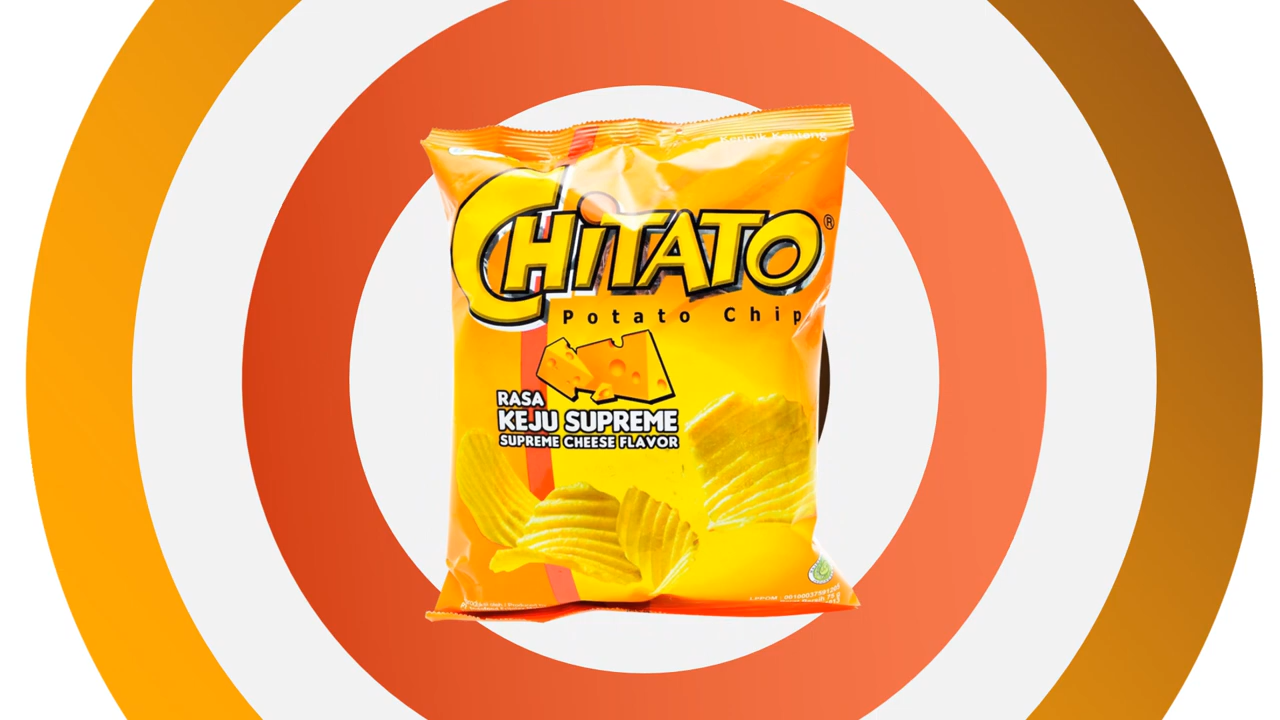 Keripik Kentang
CHiTATO®
Potato Chip
RASA
KEJU SUPREME
SUPREME CHEESE FLAVOR